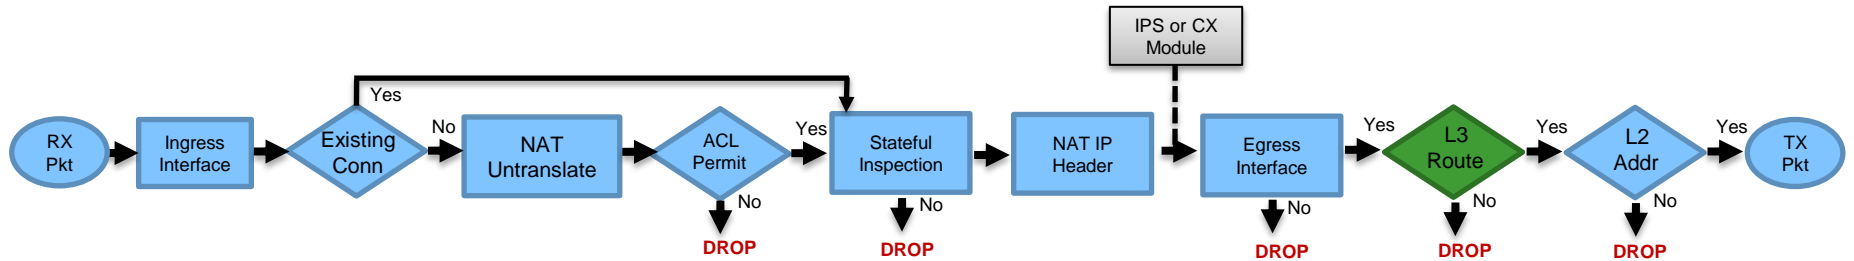 IPS or CX
Module
RX
Pkt
Ingress
Interface
Existing
Conn
Yes
No
NAT
Untranslate
ACL
Permit
Yes
No
DROP
Stateful
Inspection
No
DROP
NAT IP
Header
Egress
Interface
Yes
No
DROP
L3
Route
Yes
No
DROP
L2
Addr
Yes
No
DROP
TX
Pkt